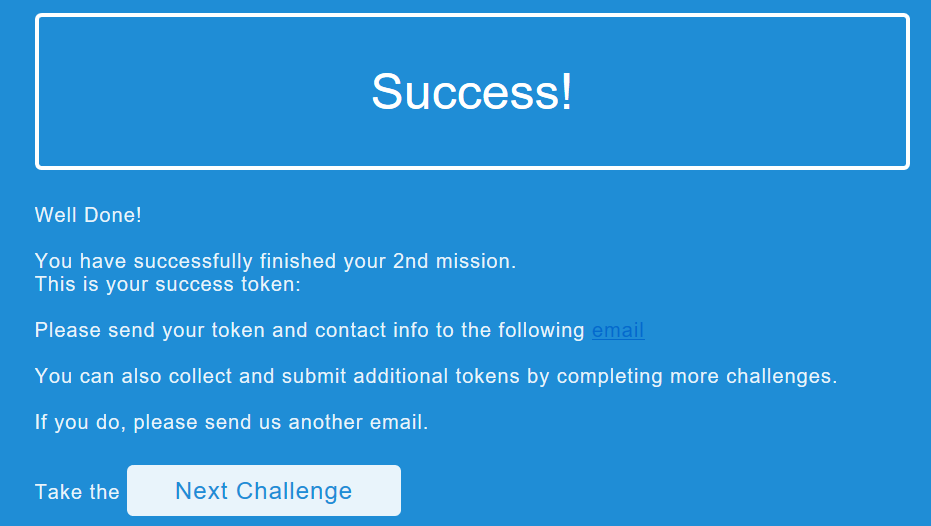 Success!
Well Done!
You have successfully finished your 2nd mission.
This is your success token:
Please send your token and contact info to the following email
You can also collect and submit additional tokens by completing more challenges.
If you do, please send us another email.
Take the Next Challenge